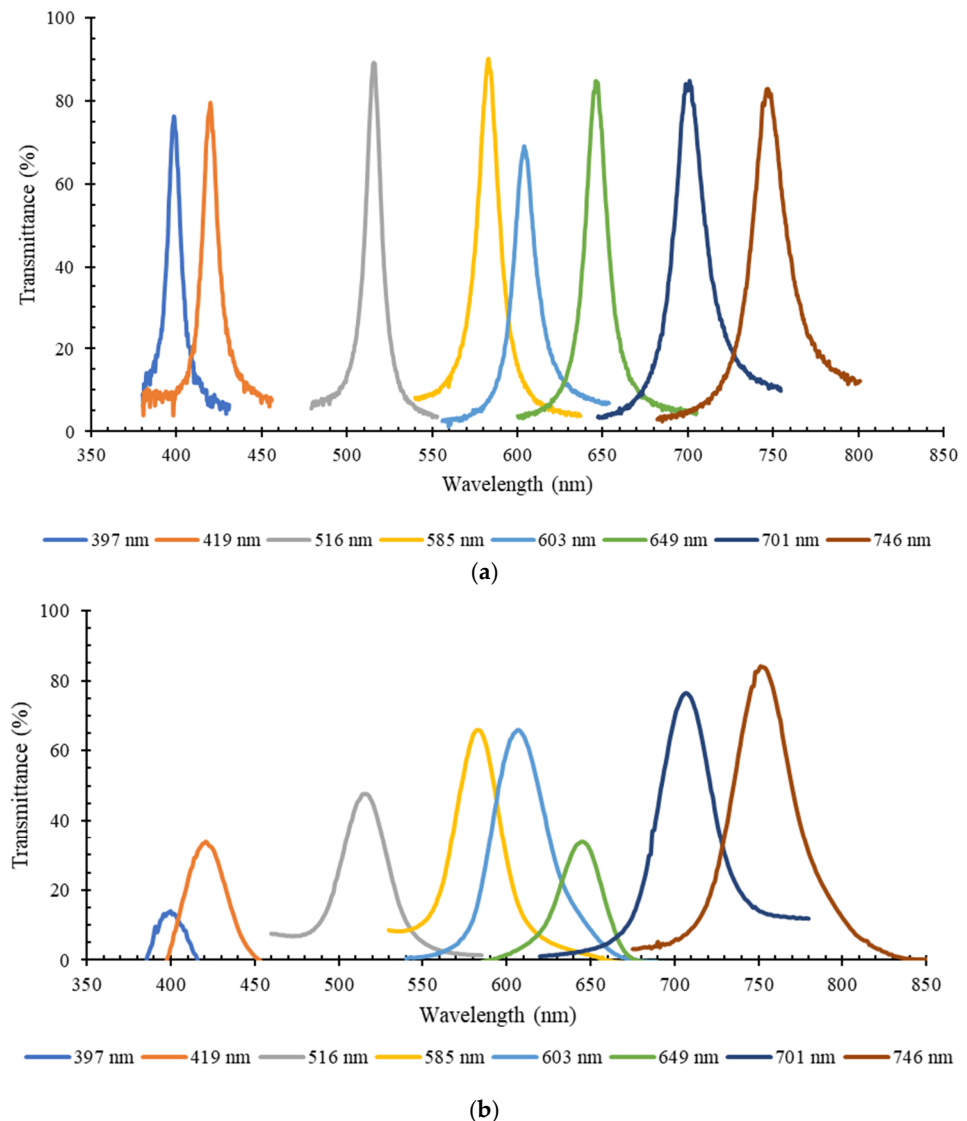 (a)
100
80
60
40
20
0
Transmittance (%)
350 400 450 500 550 600 650 700 750 800 850
Wavelength (nm)
397 nm 419 nm 516 nm 585 nm 603 nm 649 nm 701 nm 746 nm
(a)
100
80
60
40
20
0
Transmittance (%)
350 400 450 500 550 600 650 700 750 800 850
Wavelength (nm)
397 nm 419 nm 516 nm 585 nm 603 nm 649 nm 701 nm 746 nm
(b)